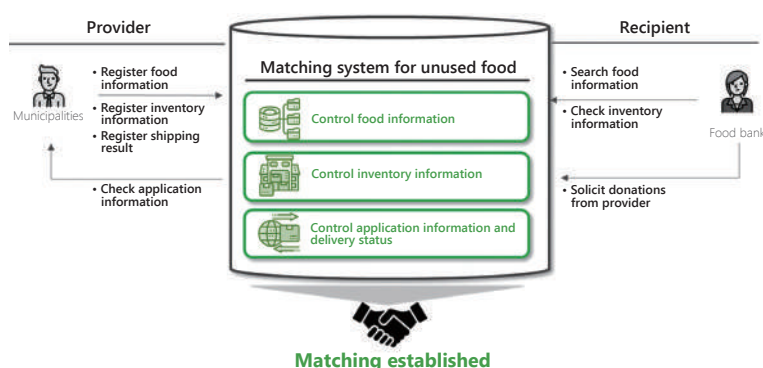 Provider
Recipient
Municipalities
• Register food
information
• Register inventory
information
• Register shipping
result
• Check application
information
Matching system for unused food
Control food information
Control inventory information
Control application information and
delivery status
• Search food
information
• Check inventory
information
Food bank
• Solicit donations
from provider
Matching established